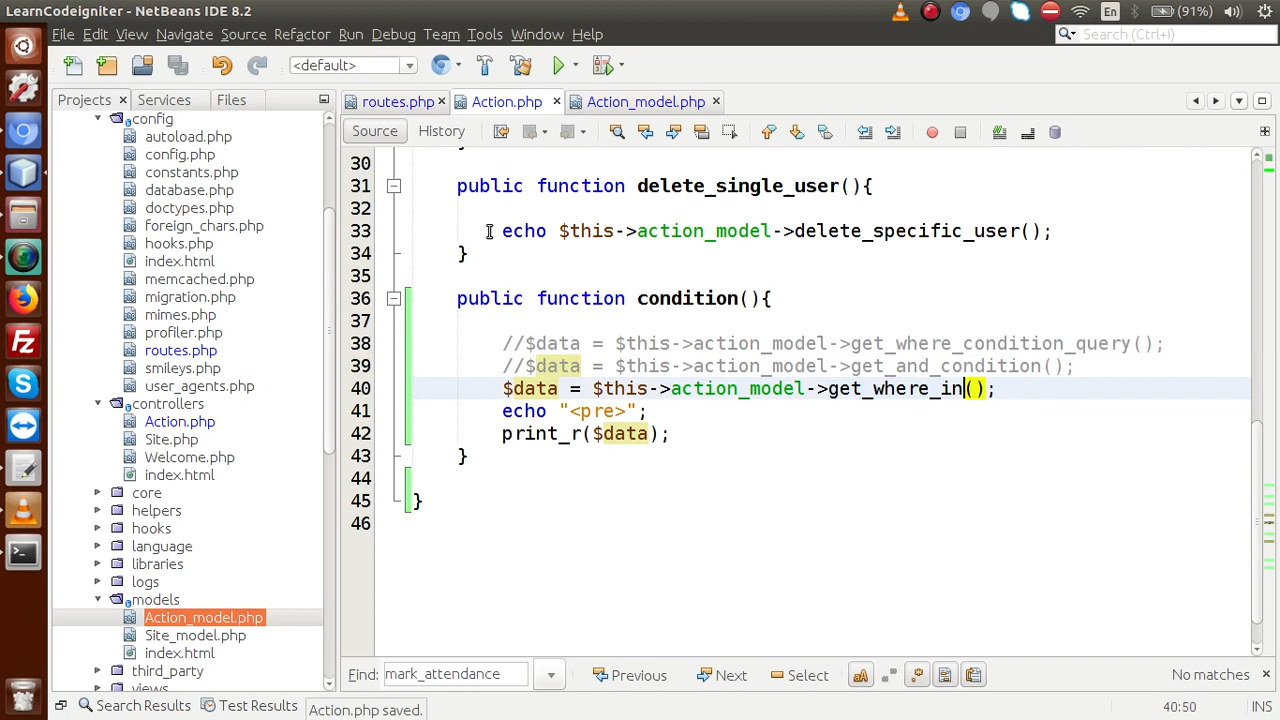 LearnCodeigniter - NetBeans IDE 8.2
En
(91%)
File Edit View Navigate Source Refactor Run Debug Team Tools Window Help
Search (Ctrl+I)
<default>
Projects
Services
Files
routes.php
Action.php
Action_model.php
Source
History
config
autoload.php
config.php
constants.php
database.php
doctypes.php
foreign_chars.php
hooks.php
index.html
memcached.php
migration.php
mimes.php
profiler.php
routes.php
smileys.php
user_agents.php
controllers
Action.php
Site.php
Welcome.php
index.html
core
helpers
hooks
language
libraries
logs
models
Action_model.php
Site_model.php
index.html
third_party
views
30
31 public function delete_single_user(){
32
33 echo $this->action_model->delete_specific_user();
34 }
35
36 public function condition(){
37
38 //$data = $this->action_model->get_where_condition_query();
39 //$data = $this->action_model->get_and_condition();
40 $data = $this->action_model->get_where_in();
41 echo "<pre>";
42 print_r($data);
43 }
44
45 }
46
Find: mark_attendance
Previous
Next
Select
aA
No matches
Search Results
Test Results
Action.php saved.
40:50
INS